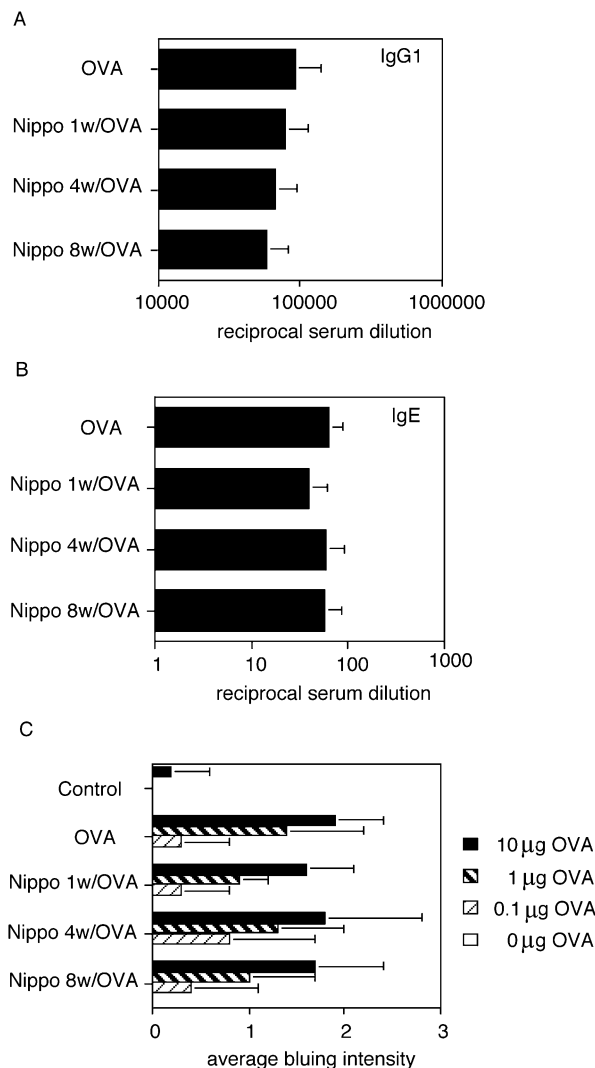 A
IgG1
OVA
Nippo 1w/OVA
Nippo 4w/OVA
Nippo 8w/OVA
10000 100000 1000000
reciprocal serum dilution
B
IgE
OVA
Nippo 1w/OVA
Nippo 4w/OVA
Nippo 8w/OVA
1 10 100 1000
reciprocal serum dilution
C
Control
OVA
Nippo 1w/OVA
Nippo 4w/OVA
Nippo 8w/OVA
10 µg OVA
1 µg OVA
0.1 µg OVA
0 µg OVA
0 1 2 3
average bluing intensity